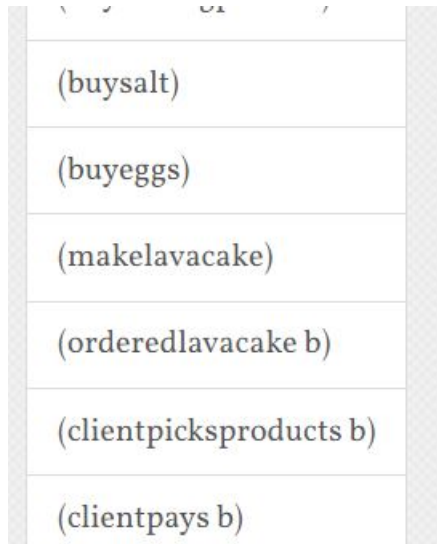 (buysalt)
(buyeggs)
(makelavacake)
(orderedlavacake b)
(clientpicksproducts b)
(clientpays b)